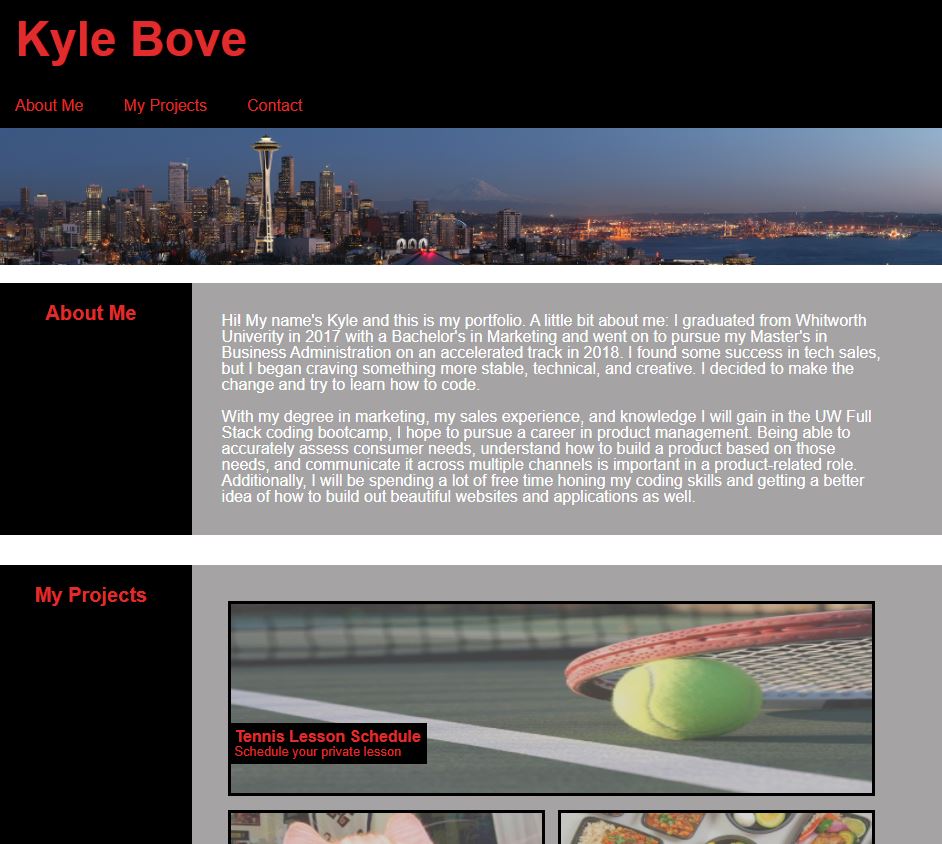 Kyle Bove
About Me My Projects Contact
About Me
Hi! My name's Kyle and this is my portfolio. A little bit about me: I graduated from Whitworth
Univerity in 2017 with a Bachelor's in Marketing and went on to pursue my Master's in
Business Administration on an accelerated track in 2018. I found some success in tech sales,
but I began craving something more stable, technical, and creative. I decided to make the
change and try to learn how to code.
With my degree in marketing, my sales experience, and knowledge I will gain in the UW Full
Stack coding bootcamp, I hope to pursue a career in product management. Being able to
accurately assess consumer needs, understand how to build a product based on those
needs, and communicate it across multiple channels is important in a product-related role.
Additionally, I will be spending a lot of free time honing my coding skills and getting a better
idea of how to build out beautiful websites and applications as well.
My Projects
Tennis Lesson Schedule
Schedule your private lesson